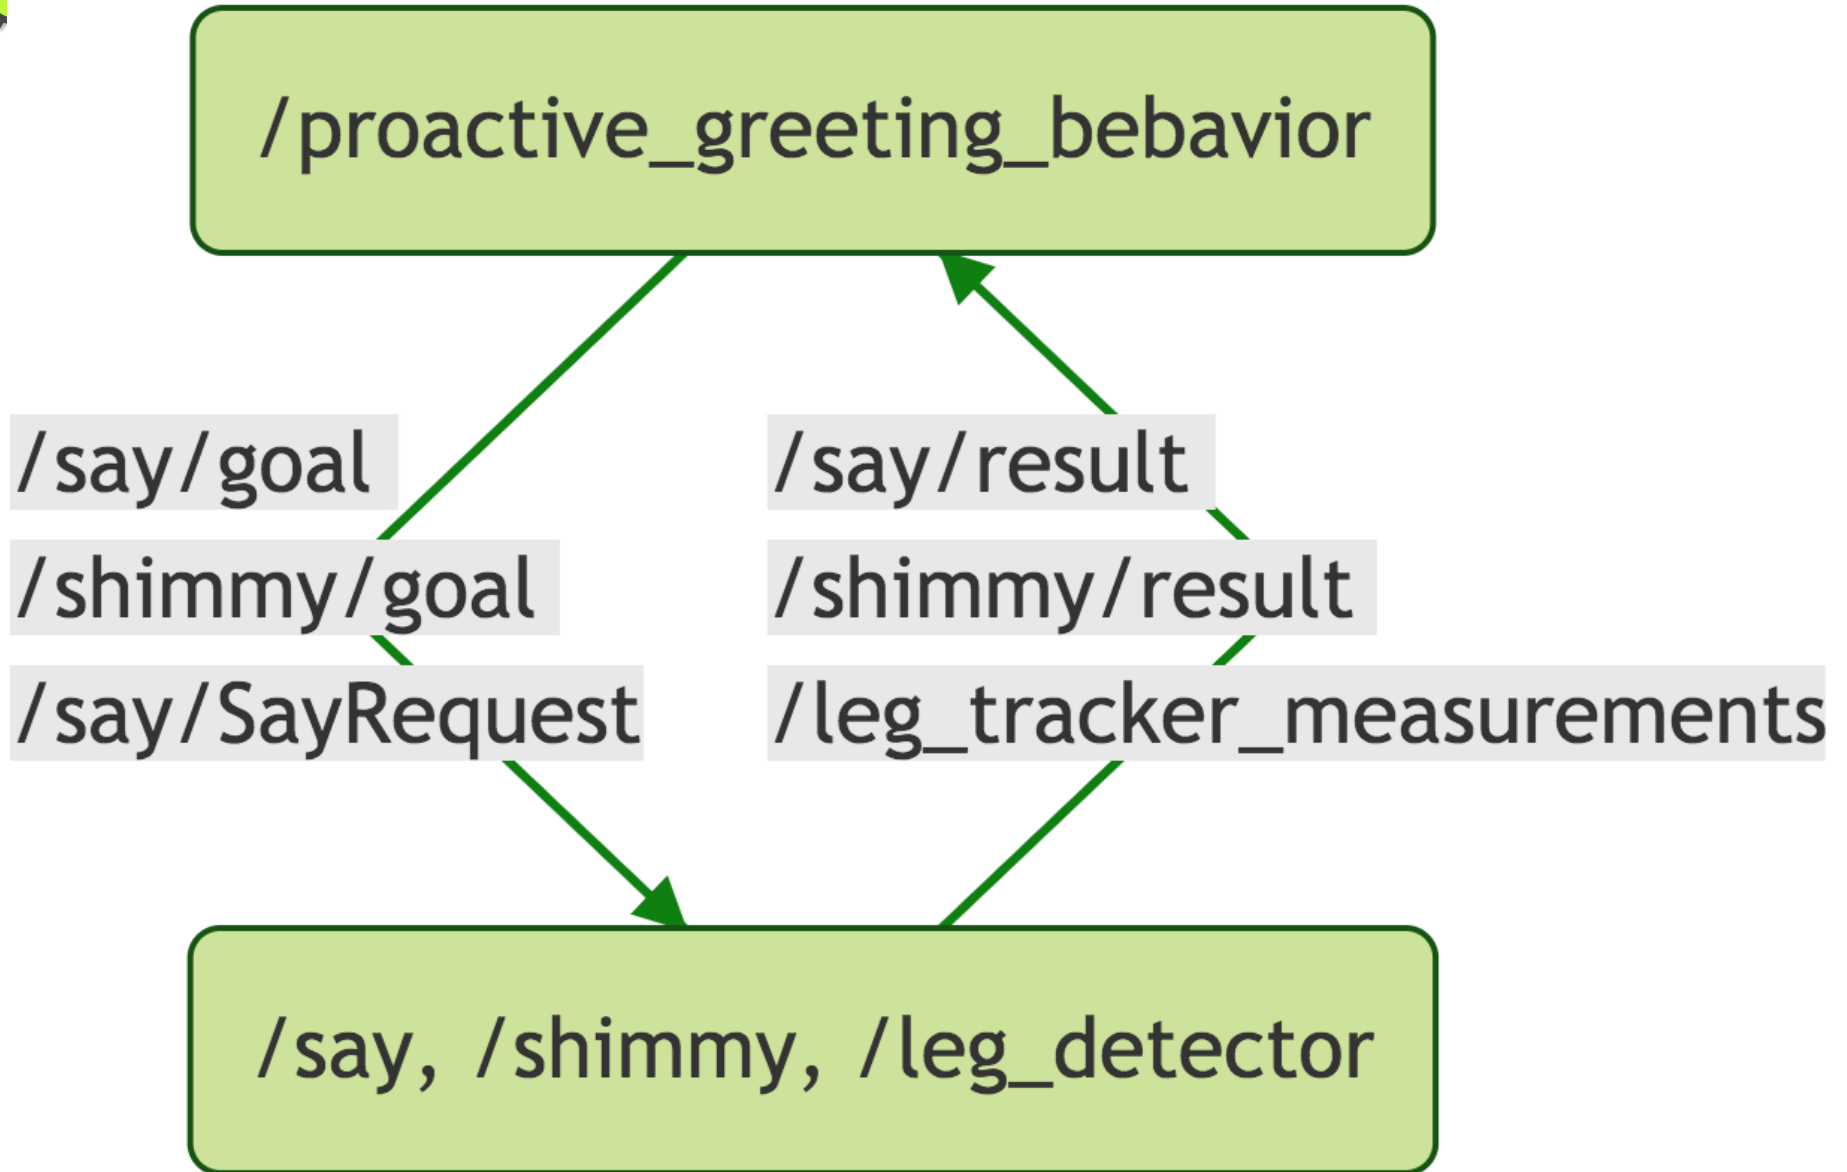 /proactive_greeting_bebavior
/say/goal
/shimmy/goal
/say/SayRequest
/say/result
/shimmy/result
/leg_tracker_measurements
/say, /shimmy, /leg_detector